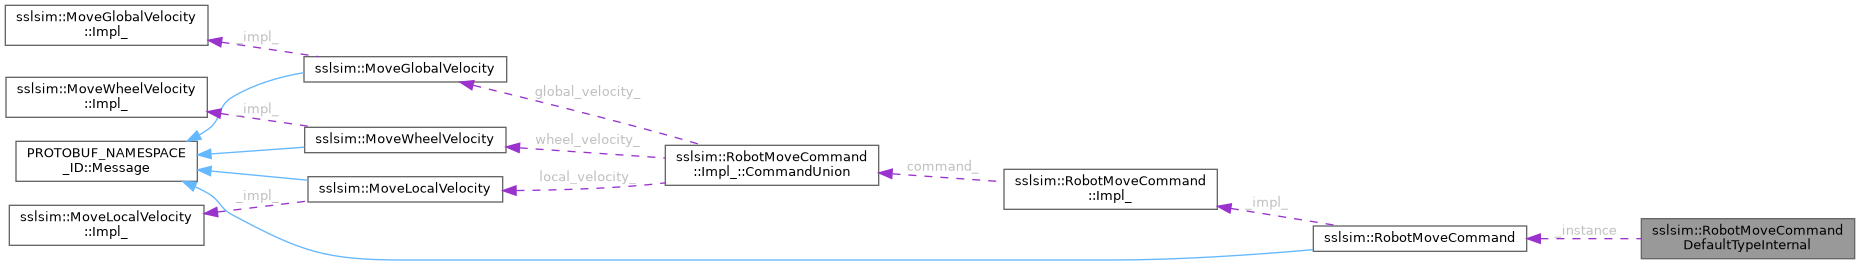 sslsim::MoveGlobalVelocity
::Impl_
_impl_
sslsim::MoveGlobalVelocity
sslsim::MoveWheelVelocity
::Impl_
_impl_
global_velocity_
sslsim::MoveWheelVelocity
wheel_velocity_
PROTOBUF_NAMESPACE
_ID::Message
sslsim::RobotMoveCommand
::Impl_::CommandUnion
command_
local_velocity_
sslsim::MoveLocalVelocity
_impl_
sslsim::RobotMoveCommand
::Impl_
_impl_
sslsim::MoveLocalVelocity
::Impl_
sslsim::RobotMoveCommand
_instance
sslsim::RobotMoveCommand
DefaultTypeInternal